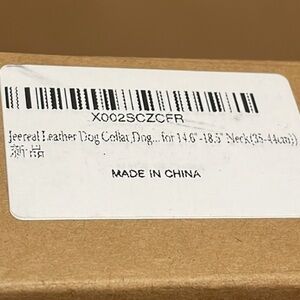 X002SCZCFR
Jeereal Leather Dog Collar,Dog...for 14.6"-18.5" Neck(35-44cm))
新品
MADE IN CHINA